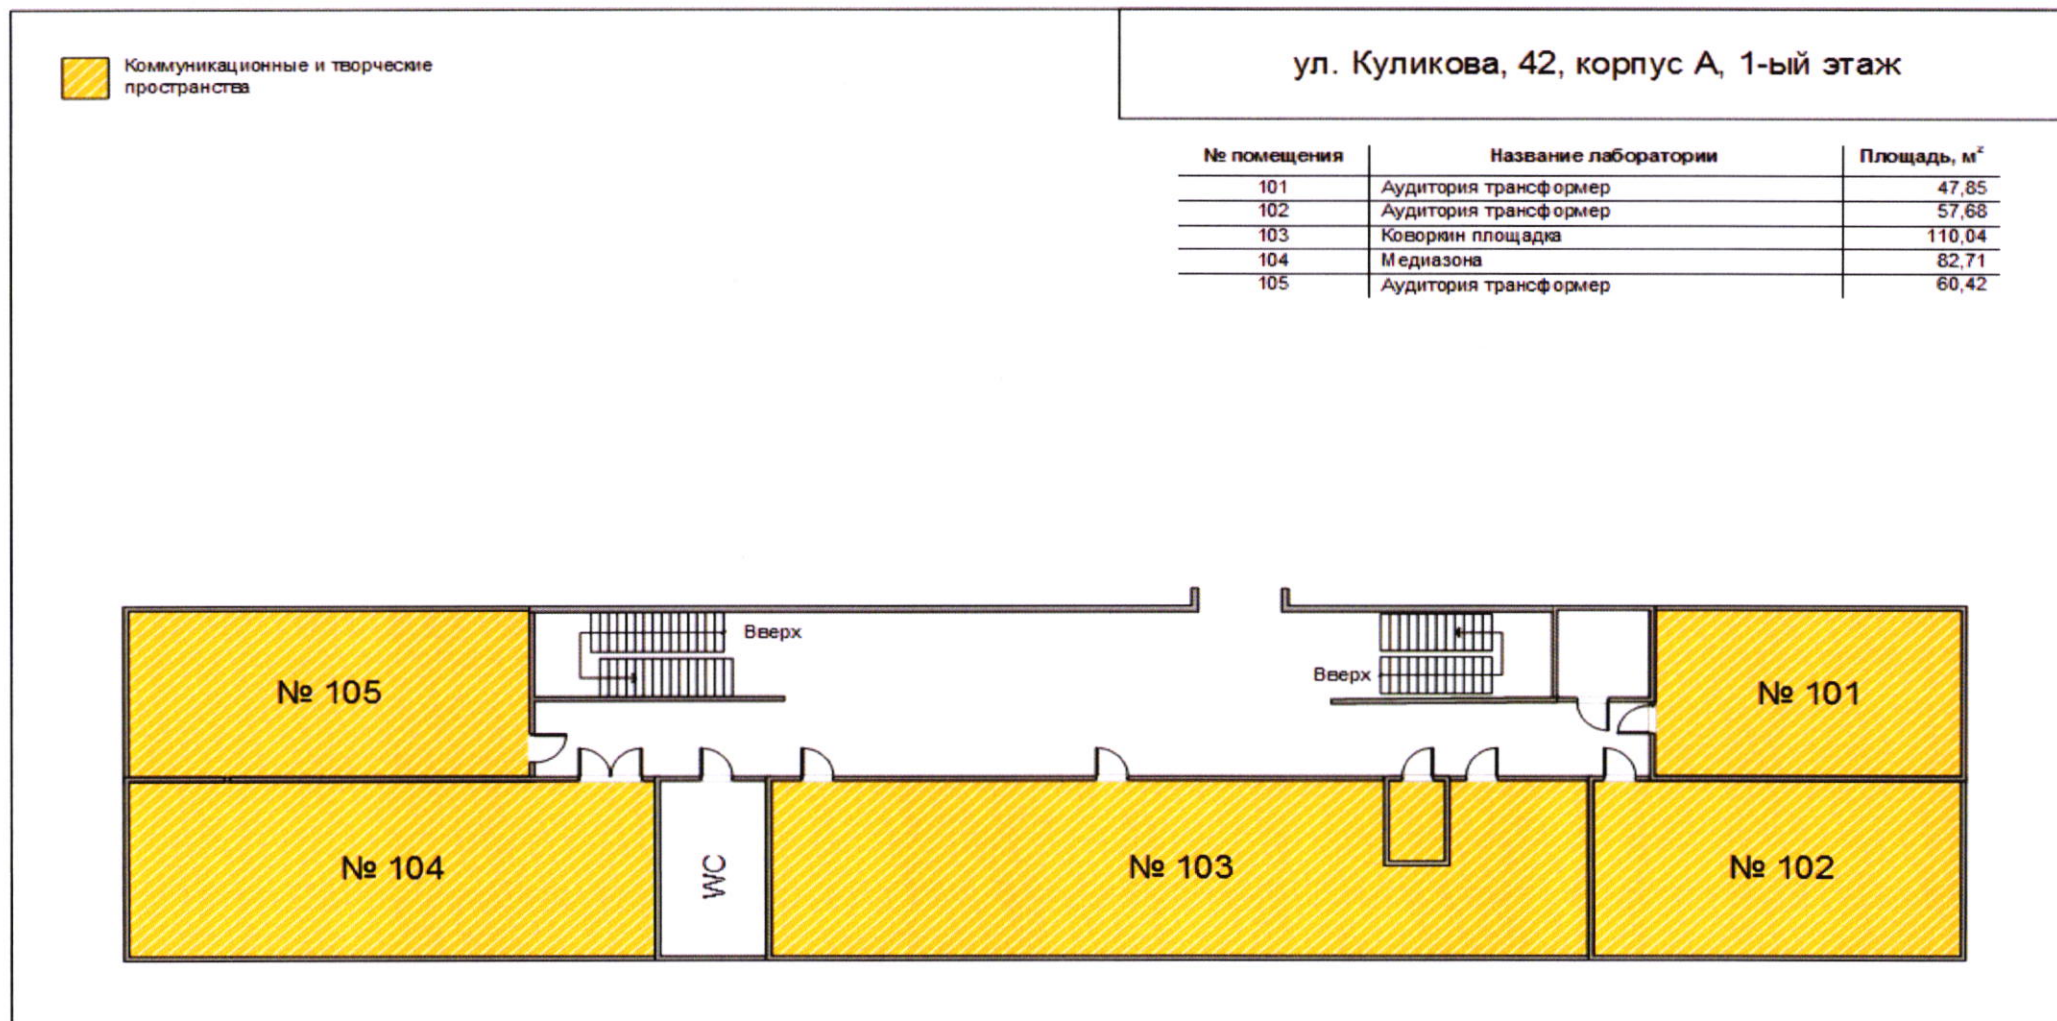 Коммуникационные и творческие
пространства
ул. Куликова, 42, корпус А, 1-ый этаж
№ помещения Название лаборатории Площадь, м²
101 Аудитория трансформер 47,85
102 Аудитория трансформер 57,68
103 Коворкин площадка 110,04
104 Медиазона 82,71
105 Аудитория трансформер 60,42
Вверх
Вверх
№ 105
№ 101
№ 104
WC
№ 103
№ 102